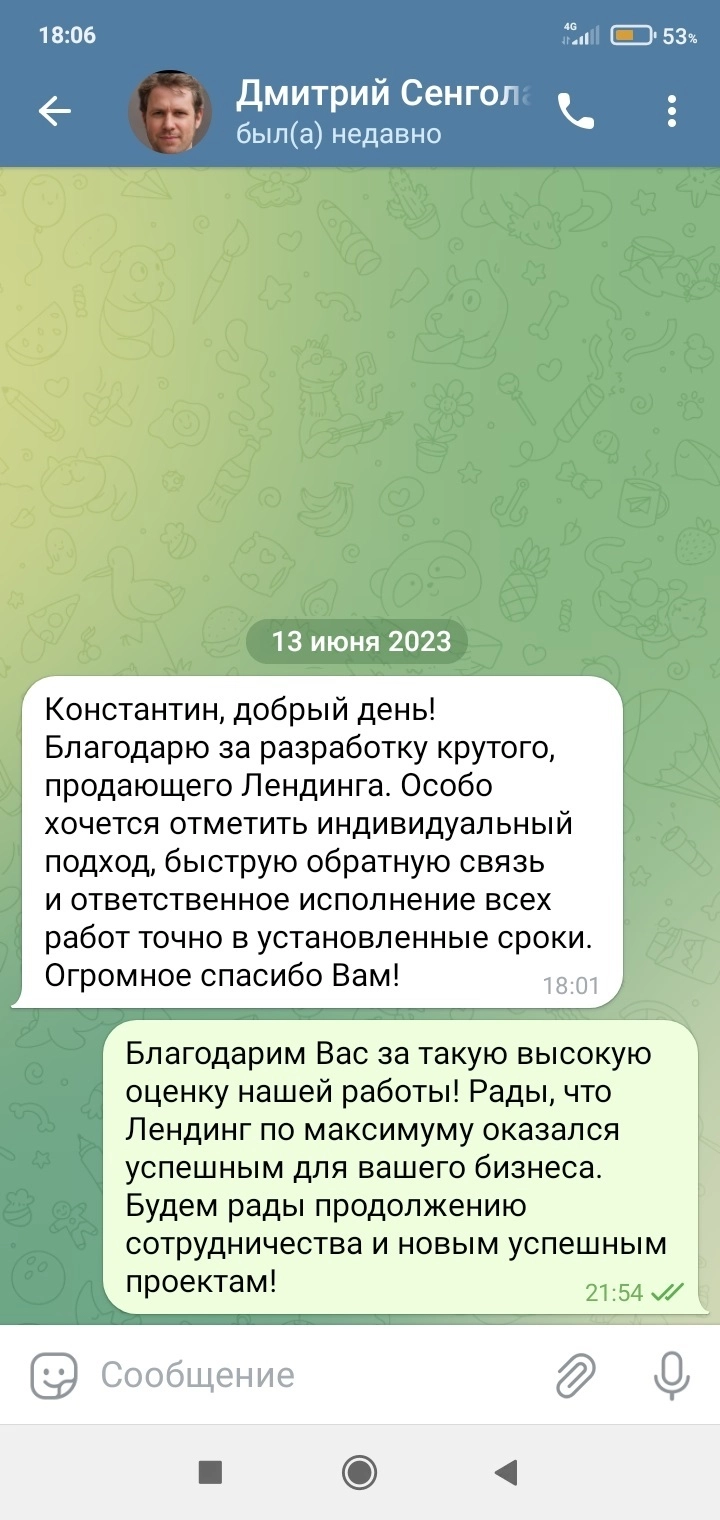 18:06
4G
53%
Дмитрий Сенгол
был(а) недавно
13 июня 2023
Константин, добрый день!
Благодарю за разработку крутого,
продающего Лендинга. Особо
хочется отметить индивидуальный
подход, быструю обратную связь
и ответственное исполнение всех
работ точно в установленные сроки.
Огромное спасибо Вам!
18:01
Благодарим Вас за такую высокую
оценку нашей работы! Рады, что
Лендинг по максимуму оказался
успешным для вашего бизнеса.
Будем рады продолжению
сотрудничества и новым успешным
проектам!
21:54
Сообщение